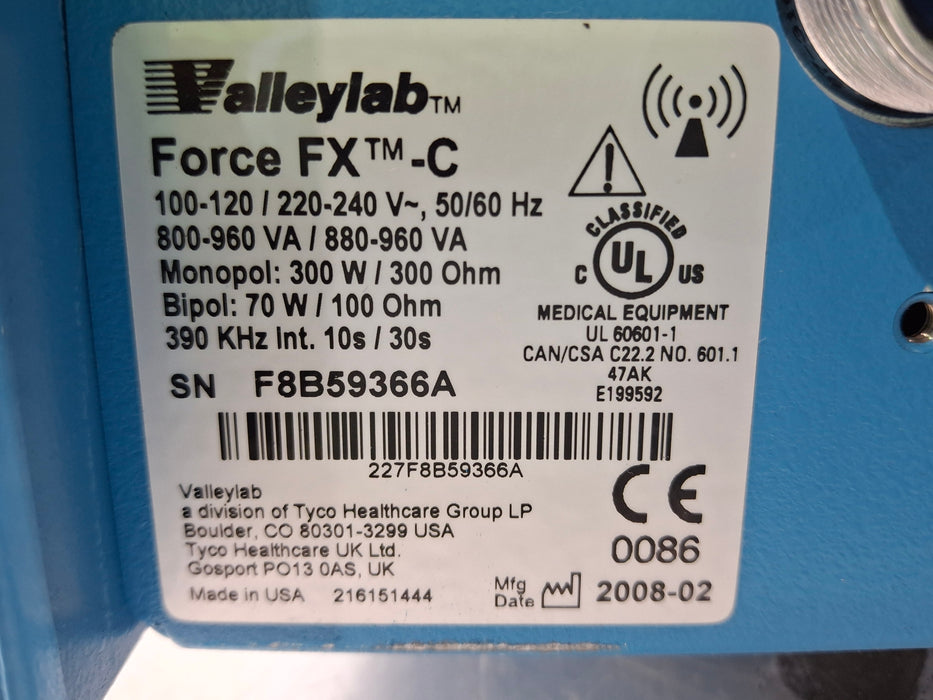 Valleylab™
Force FX™-C
100-120 / 220-240 V~, 50/60 Hz
800-960 VA / 880-960 VA
Monopol: 300 W / 300 Ohm
Bipol: 70 W / 100 Ohm
390 KHz Int. 10s / 30s
SN F8B59366A
CLASSIFIED
C UL US
MEDICAL EQUIPMENT
UL 60601-1
CAN/CSA C22.2 NO. 601.1
47AK
E199592
227F8B59366A
Valleylab
a division of Tyco Healthcare Group LP
Boulder, CO 80301-3299 USA
Tyco Healthcare UK Ltd.
Gosport PO13 0AS, UK
Made in USA 216151444
CE
0086
Mfg
Date 2008-02